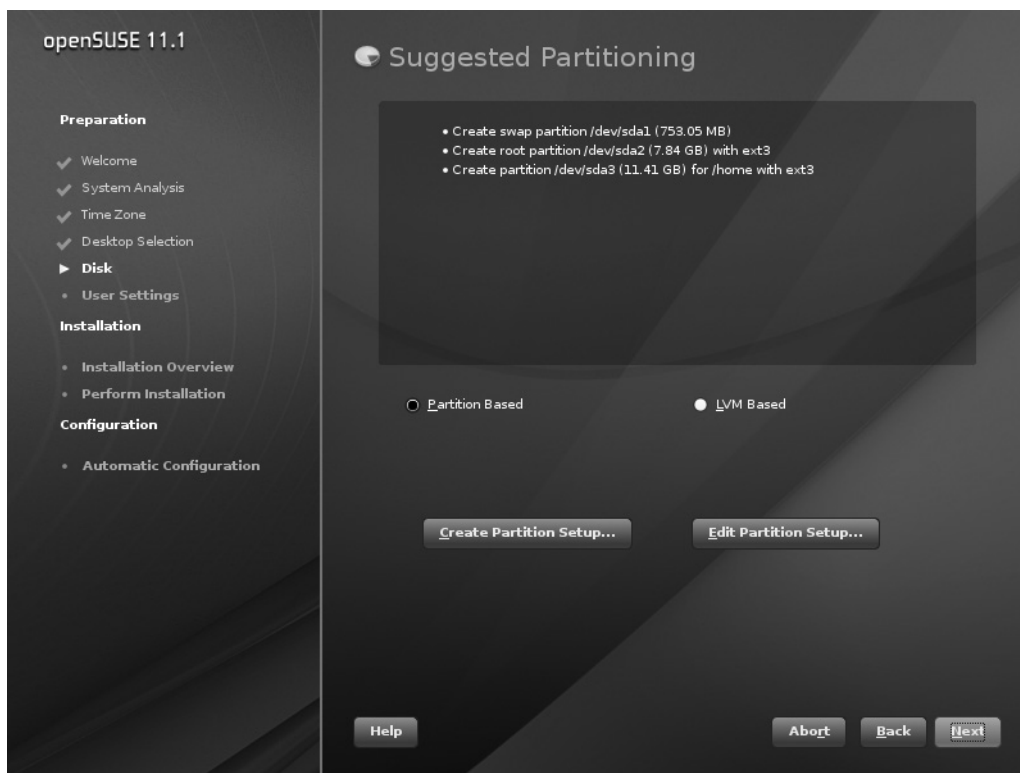 openSUSE 11.1
Preparation
Welcome
System Analysis
Time Zone
Desktop Selection
Disk
User Settings
Installation
Installation Overview
Perform Installation
Configuration
Automatic Configuration
Suggested Partitioning
• Create swap partition /dev/sda1 (753.05 MB)
• Create root partition /dev/sda2 (7.84 GB) with ext3
• Create partition /dev/sda3 (11.41 GB) for /home with ext3
Partition Based
LVM Based
Create Partition Setup...
Edit Partition Setup...
Help
Abort
Back
Next